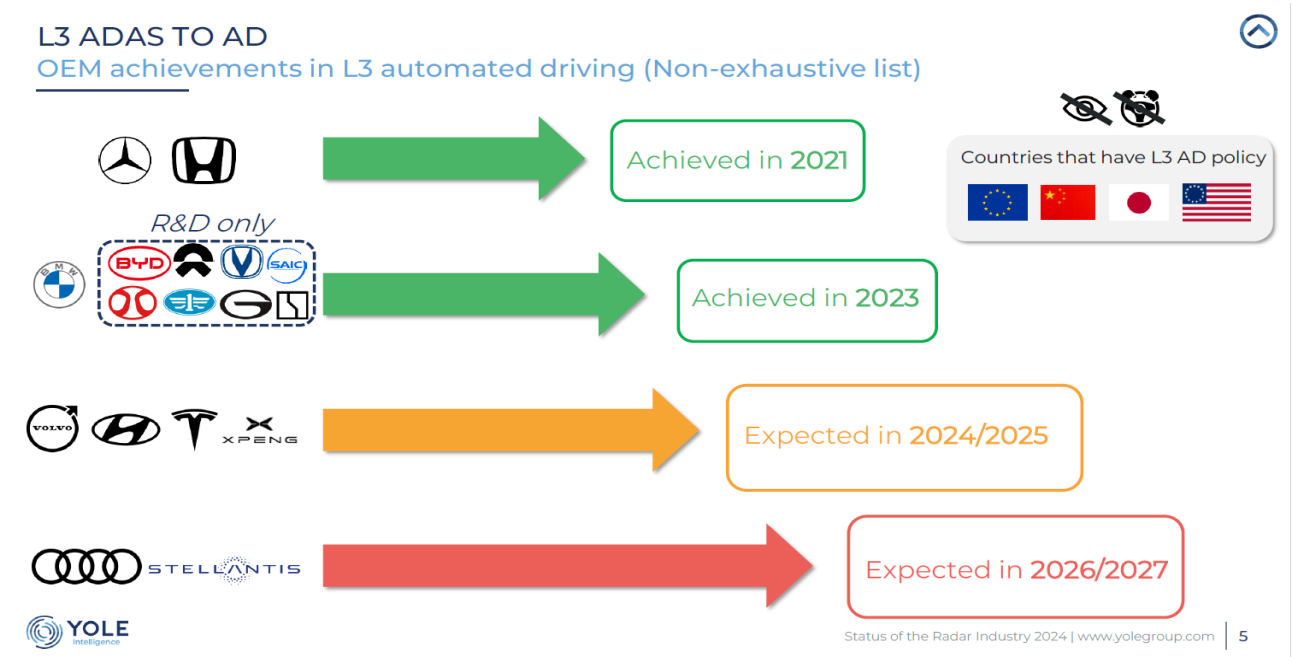 L3 ADAS TO AD
OEM achievements in L3 automated driving (Non-exhaustive list)
Achieved in 2021
Countries that have L3 AD policy
R&D only
BMW
BYD
SAIC
Achieved in 2023
VOLVO
XPENG
Expected in 2024/2025
STELLANTIS
Expected in 2026/2027
YOLE
Intelligence
Status of the Radar Industry 2024 | www.yolegroup.com
5